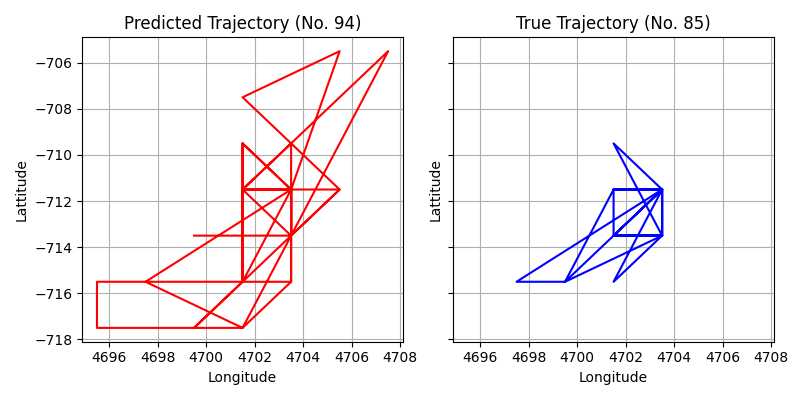 Predicted Trajectory (No. 94)
True Trajectory (No. 85)
−706
−708
−710
−712
−714
−716
−718
Lattitude
Lattitude
4696 4698 4700 4702 4704 4706 4708
4696 4698 4700 4702 4704 4706 4708
Longitude
Longitude